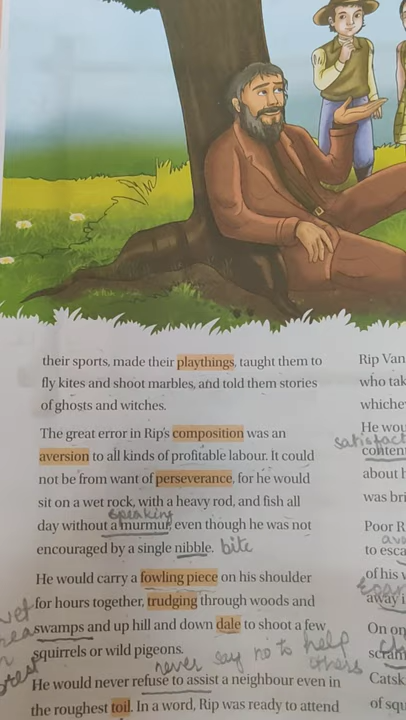 their sports, made their playthings, taught them to
fly kites and shoot marbles, and told them stories
of ghosts and witches.
The great error in Rip's composition was an
aversion to all kinds of profitable labour. It could
not be from want of perseverance, for he would
sit on a wet rock, with a heavy rod, and fish all
speaking
day without a murmur, even though he was not
encouraged by a single nibble. bite
He would carry a fowling piece on his shoulder
for hours together, trudging through woods and
swamps and up hill and down dale to shoot a few
squirrels or wild pigeons.
never say no to help
others
He would never refuse to assist a neighbour even in
the roughest toil. In a word, Rip was ready to attend
Rip Van
who tak
whiche
He wou
satisfact
conten
about h
was bri
Poor R
to esca
of his
away i
On on
scram
Catsk
of squ